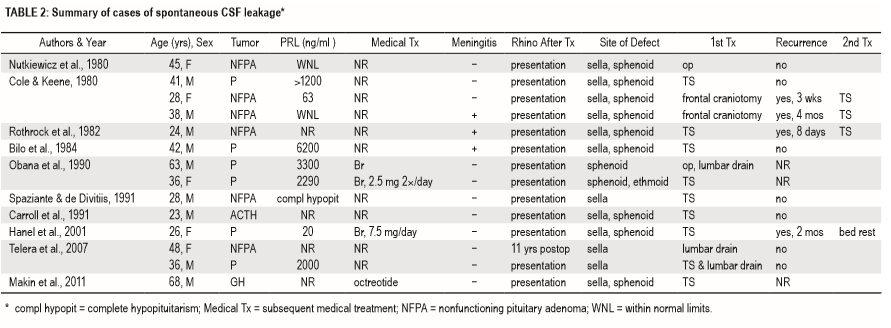 TABLE 2: Summary of cases of spontaneous CSF leakage*
Authors & Year Age (yrs), Sex Tumor PRL (ng/ml ) Medical Tx Meningitis Rhino After Tx Site of Defect 1st Tx Recurrence 2nd Tx
Nutkiewicz et al., 1980 45, F NFPA WNL NR − presentation sella, sphenoid op no
Cole & Keene, 1980 41, M P >1200 NR − presentation sella, sphenoid TS no
28, F NFPA 63 NR − presentation sella, sphenoid frontal craniotomy yes, 3 wks TS
38, M NFPA WNL NR + presentation sella, sphenoid frontal craniotomy yes, 4 mos TS
Rothrock et al., 1982 24, M NFPA NR NR + presentation sella, sphenoid TS yes, 8 days TS
Bilo et al., 1984 42, M P 6200 NR + presentation sella, sphenoid TS no
Obana et al., 1990 63, M P 3300 Br − presentation sphenoid op, lumbar drain NR
36, F P 2290 Br, 2.5 mg 2×/day − presentation sphenoid, ethmoid TS NR
Spaziante & de Divitiis, 1991 28, M NFPA compl hypopit NR − presentation sella TS no
Carroll et al., 1991 23, M ACTH NR NR − presentation sella, sphenoid TS no
Hanel et al., 2001 26, F P 20 Br, 7.5 mg/day − presentation sella, sphenoid TS yes, 2 mos bed rest
Telera et al., 2007 48, F NFPA NR NR − 11 yrs postop sella lumbar drain no
36, M P 2000 NR − presentation sella TS & lumbar drain no
Makin et al., 2011 68, M GH octreotide − presentation sella, sphenoid TS NR
* compl hypopit = complete hypopituitarism; Medical Tx = subsequent medical treatment; NFPA = nonfunctioning pituitary adenoma; WNL = within normal limits.